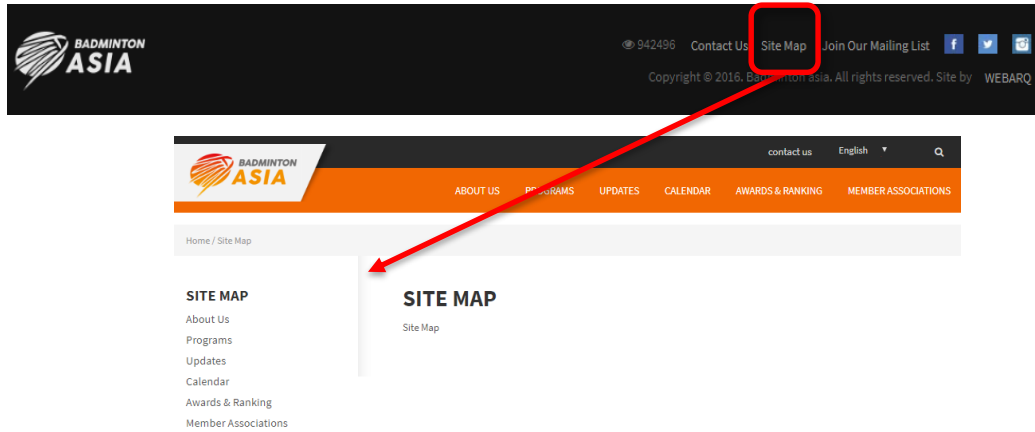 BADMINTON
ASIA
942496 Contact Us Site Map Join Our Mailing List
Copyright © 2016. Badminton asia. All rights reserved. Site by WEBARQ
BADMINTON
ASIA
contact us English
ABOUT US PROGRAMS UPDATES CALENDAR AWARDS & RANKING MEMBER ASSOCIATIONS
Home / Site Map
SITE MAP
About Us
Programs
Updates
Calendar
Awards & Ranking
Member Associations
SITE MAP
Site Map